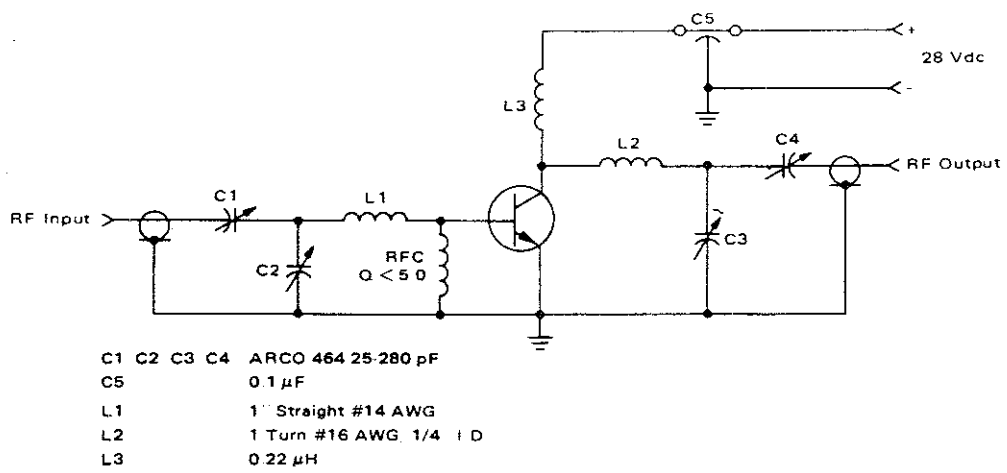 C5
+
28 Vdc
-
L3
L2
C4
RF Output
C1
L1
RF Input
RFC
Q < 5 0
C2
C3
C1 C2 C3 C4 ARCO 464 25-280 pF
C5 0.1 μF
L1 1" Straight #14 AWG
L2 1 Turn #16 AWG, 1/4 I D
L3 0.22 μH